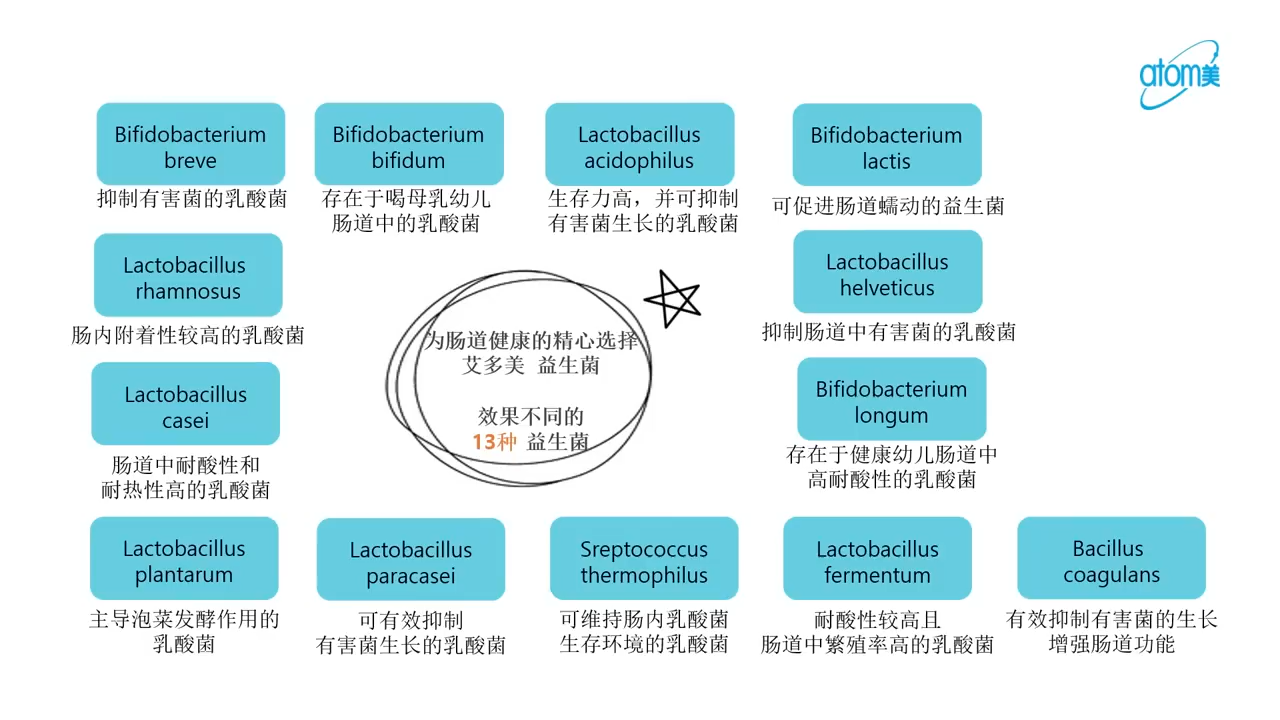 atom美
Bifidobacterium
breve
抑制有害菌的乳酸菌
Bifidobacterium
bifidum
存在于喝母乳幼儿
肠道中的乳酸菌
Lactobacillus
acidophilus
生存力高，并可抑制
有害菌生长的乳酸菌
Bifidobacterium
lactis
可促进肠道蠕动的益生菌
Lactobacillus
rhamnosus
肠内附着性较高的乳酸菌
为肠道健康的精心选择
艾多美 益生菌
效果不同的
13种 益生菌
Lactobacillus
helveticus
抑制肠道中有害菌的乳酸菌
Lactobacillus
casei
肠道中耐酸性和
耐热性高的乳酸菌
Bifidobacterium
longum
存在于健康幼儿肠道中
高耐酸性的乳酸菌
Lactobacillus
plantarum
主导泡菜发酵作用的
乳酸菌
Lactobacillus
paracasei
可有效抑制
有害菌生长的乳酸菌
Sreptococcus
thermophilus
可维持肠内乳酸菌
生存环境的乳酸菌
Lactobacillus
fermentum
耐酸性较高且
肠道中繁殖率高的乳酸菌
Bacillus
coagulans
有效抑制有害菌的生长
增强肠道功能